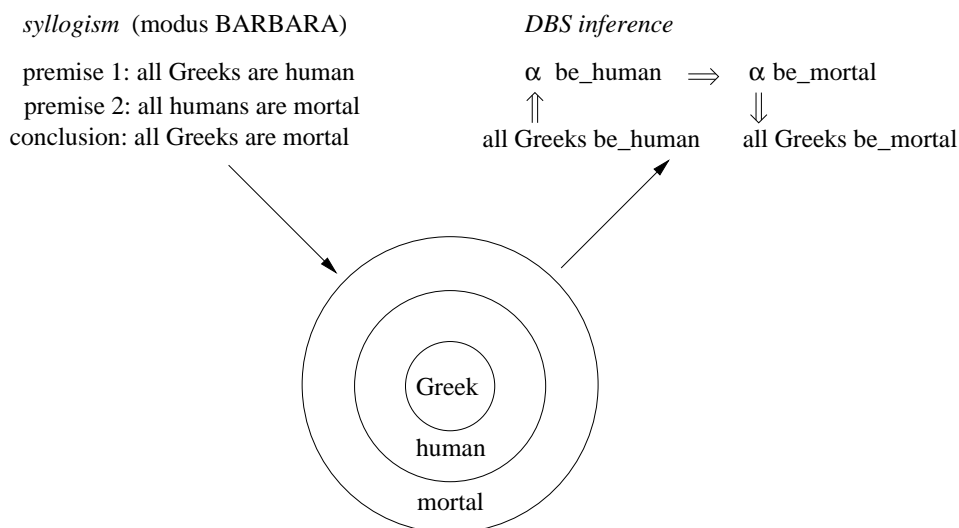 syllogism (modus BARBARA)
premise 1: all Greeks are human
premise 2: all humans are mortal
conclusion: all Greeks are mortal
DBS inference
α be_human ⇒ α be_mortal
⇑ ⇓
all Greeks be_human all Greeks be_mortal
Greek
human
mortal